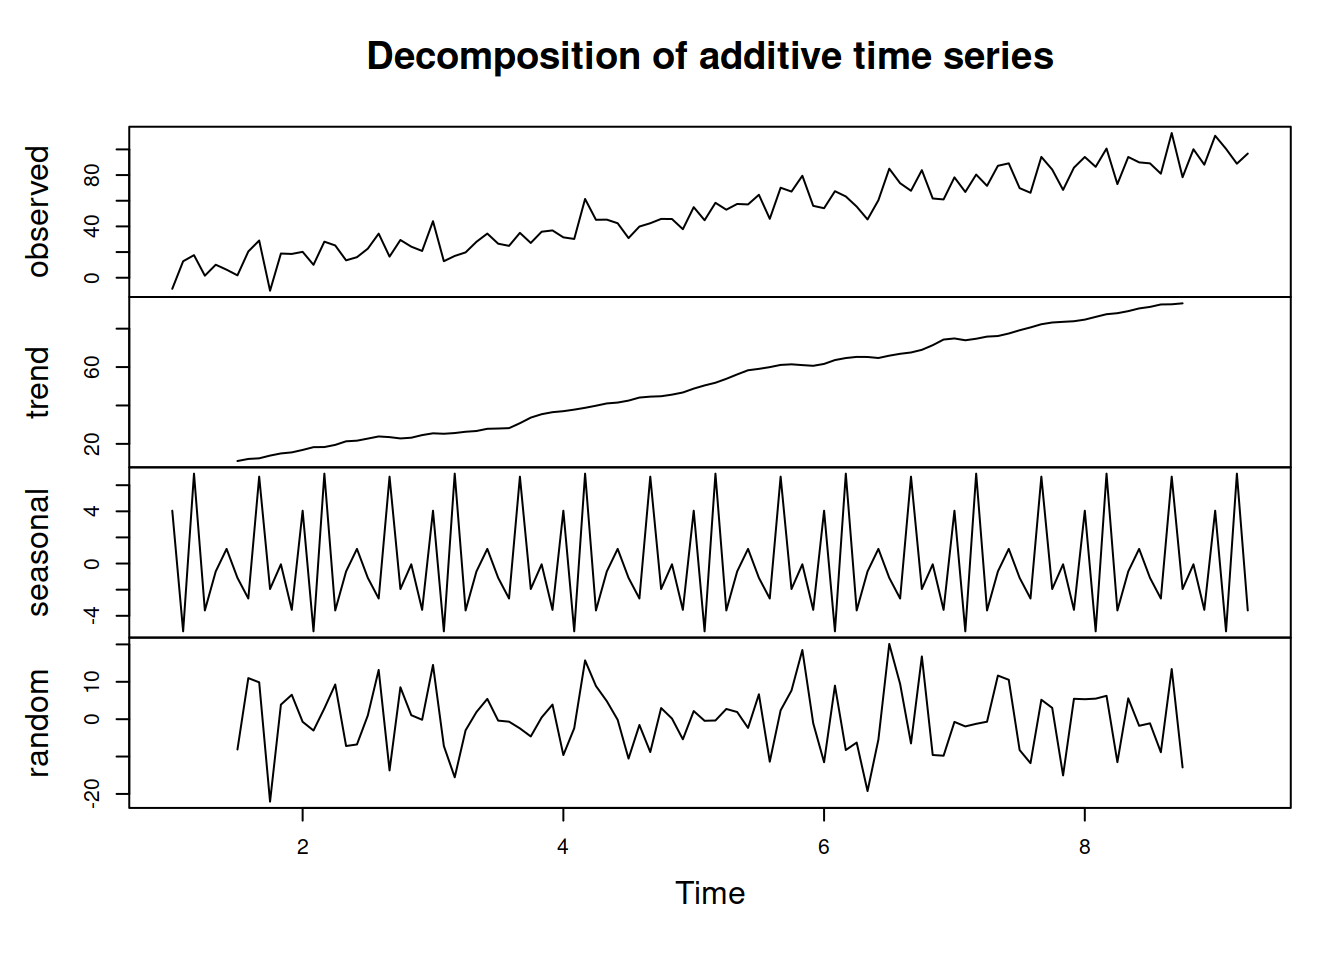 Decomposition of additive time series
observed
0 40 80
trend
20 60
seasonal
-4 0 4
random
-20 0 10
2 4 6 8
Time